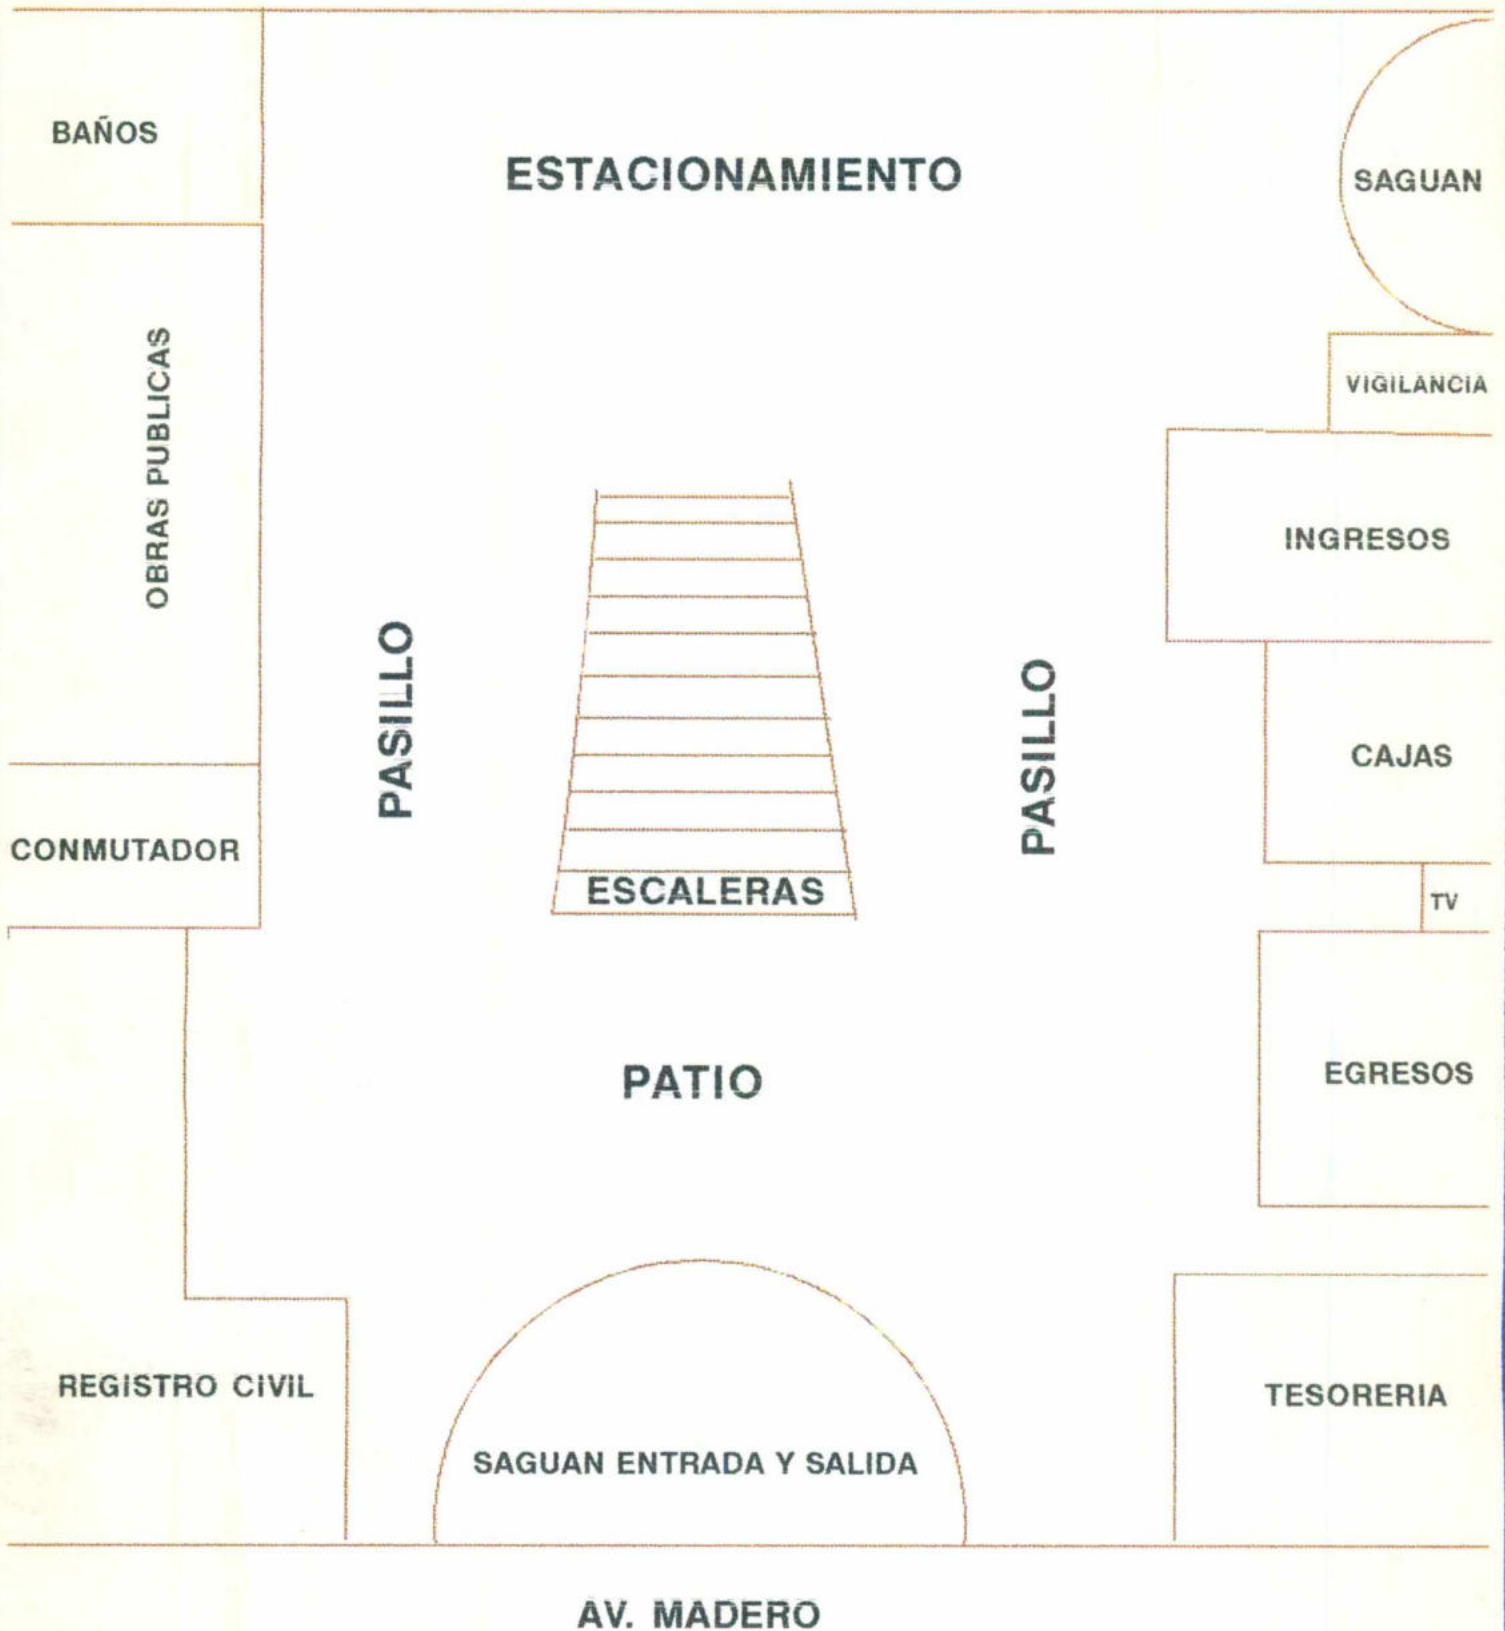 BAÑOS
ESTACIONAMIENTO
SAGUAN
OBRAS PUBLICAS
VIGILANCIA
INGRESOS
PASILLO
PASILLO
CAJAS
CONMUTADOR
ESCALERAS
TV
PATIO
EGRESOS
REGISTRO CIVIL
TESORERIA
SAGUAN ENTRADA Y SALIDA
AV. MADERO